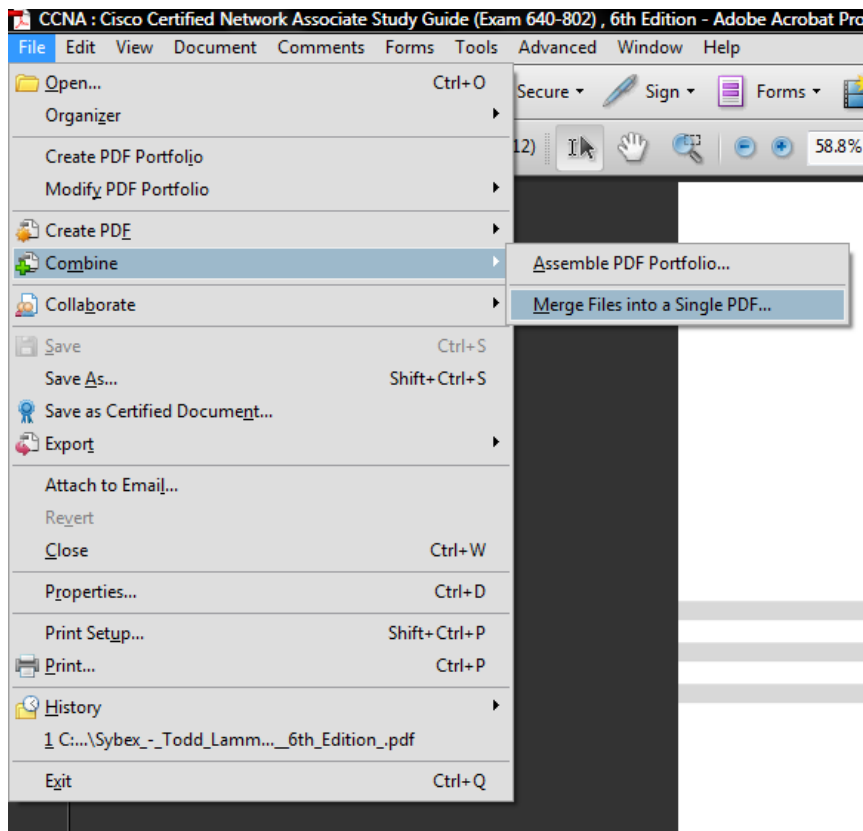 CCNA : Cisco Certified Network Associate Study Guide (Exam 640-802) , 6th Edition - Adobe Acrobat Pro
File Edit View Document Comments Forms Tools Advanced Window Help
Open... Ctrl+O
Secure Sign Forms
Organizer
12) 58.8%
Create PDF Portfolio
Modify PDF Portfolio
Create PDF
Combine
Assemble PDF Portfolio...
Collaborate
Merge Files into a Single PDF...
Save Ctrl+S
Save As... Shift+Ctrl+S
Save as Certified Document...
Export
Attach to Email...
Revert
Close Ctrl+W
Properties... Ctrl+D
Print Setup... Shift+Ctrl+P
Print... Ctrl+P
History
1 C:...\Sybex_-_Todd_Lamm...__6th_Edition_.pdf
Exit Ctrl+Q